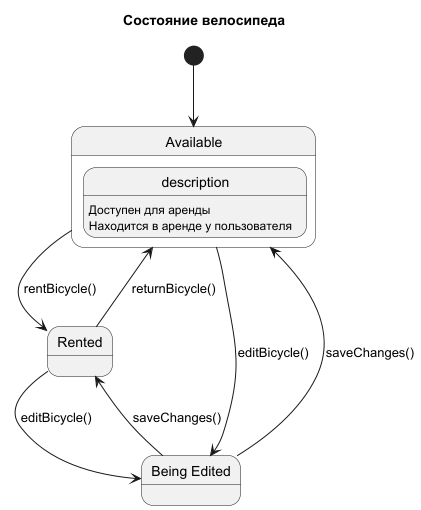 Состояние велосипеда
Available
description
Доступен для аренды
Находится в аренде у пользователя
rentBicycle()
returnBicycle()
Rented
editBicycle()
saveChanges()
editBicycle()
saveChanges()
Being Edited